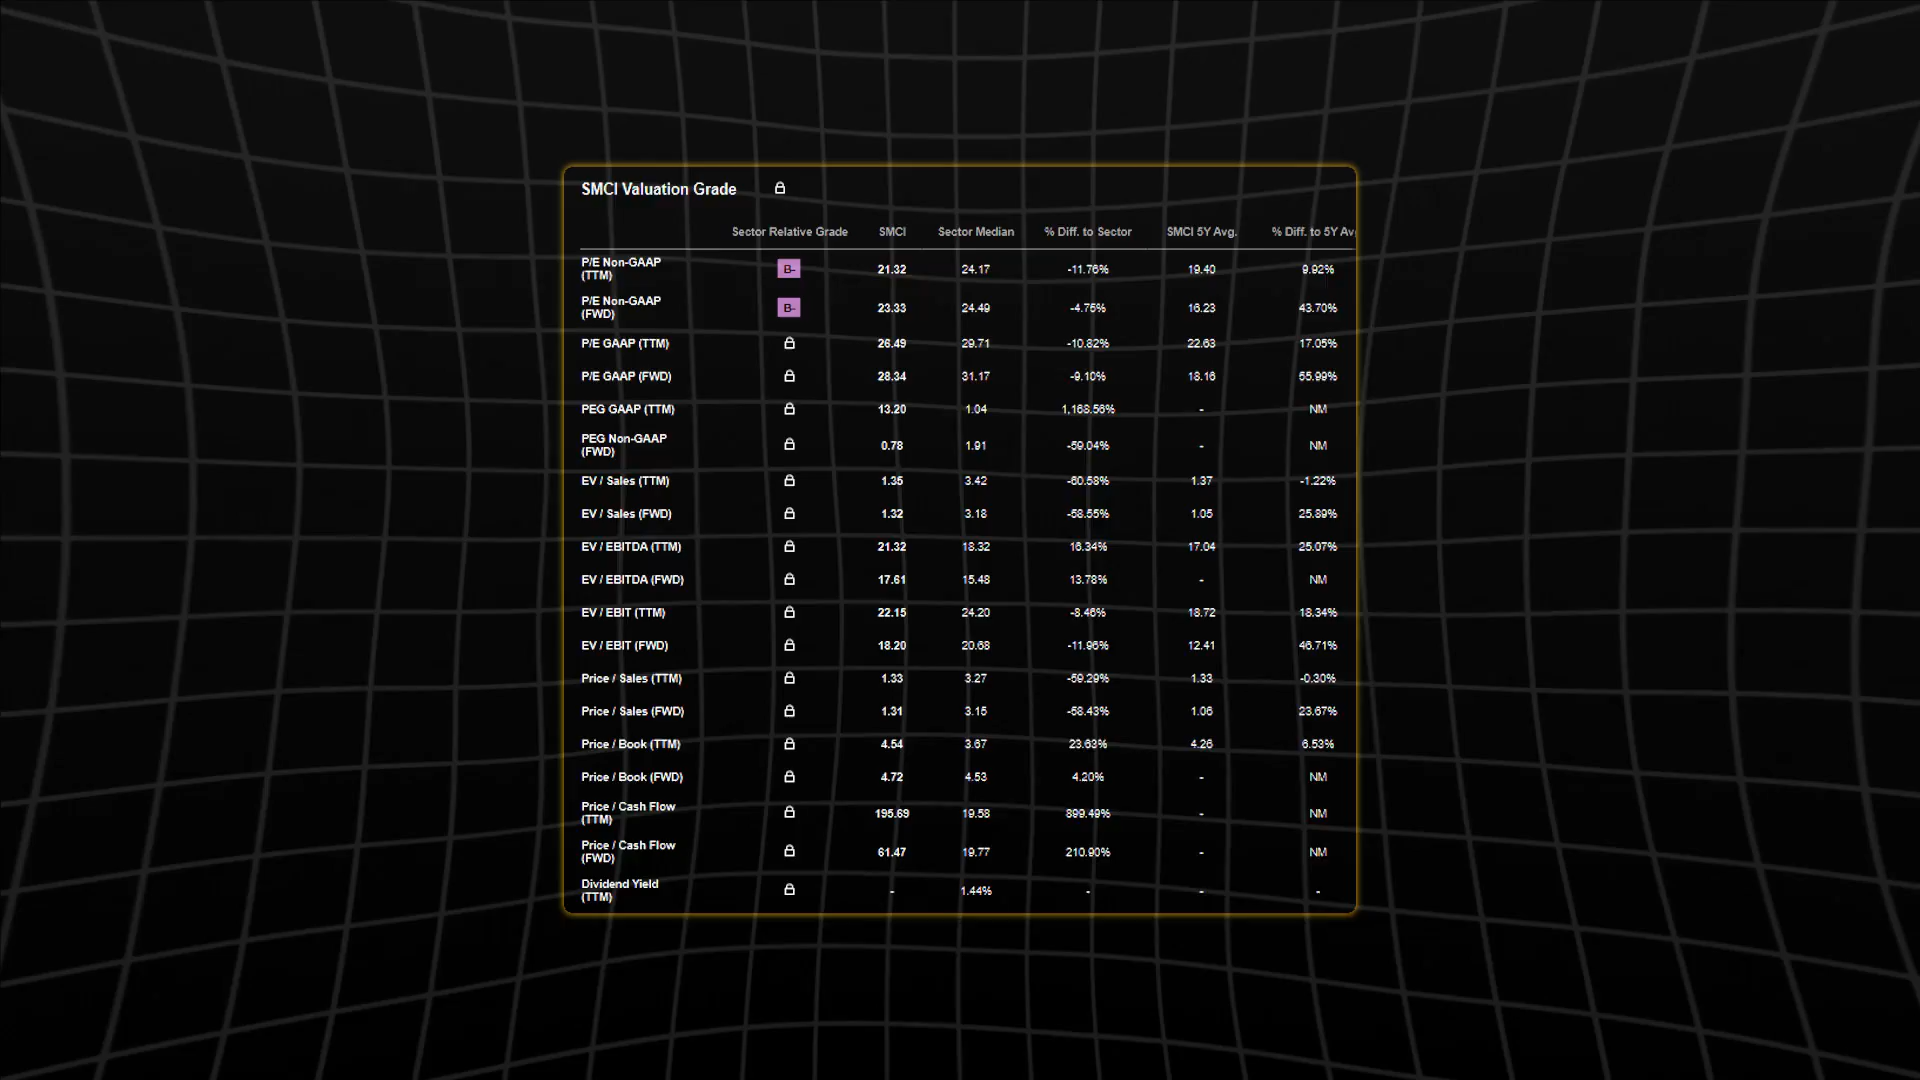 SMCI Valuation Grade
Sector Relative Grade SMCI Sector Median % Diff. to Sector SMCI 5Y Avg. % Diff. to 5Y Avg
P/E Non-GAAP
(TTM) B- 21.32 24.17 -11.76% 19.40 9.92%
P/E Non-GAAP
(FWD) B- 23.33 24.49 -4.75% 16.23 43.70%
P/E GAAP (TTM) 26.49 29.71 -10.82% 22.63 17.05%
P/E GAAP (FWD) 28.34 31.17 -9.10% 18.16 55.99%
PEG GAAP (TTM) 13.20 1.04 1,168.56% - NM
PEG Non-GAAP
(FWD) 0.78 1.91 -59.04% - NM
EV / Sales (TTM) 1.35 3.42 -60.58% 1.37 -1.22%
EV / Sales (FWD) 1.32 3.18 -58.55% 1.05 25.89%
EV / EBITDA (TTM) 21.32 18.32 16.34% 17.04 25.07%
EV / EBITDA (FWD) 17.61 15.48 13.78% - NM
EV / EBIT (TTM) 22.15 24.20 -8.46% 18.72 18.34%
EV / EBIT (FWD) 18.20 20.68 -11.96% 12.41 46.71%
Price / Sales (TTM) 1.33 3.27 -59.29% 1.33 -0.30%
Price / Sales (FWD) 1.31 3.15 -58.43% 1.06 23.67%
Price / Book (TTM) 4.54 3.67 23.63% 4.26 6.53%
Price / Book (FWD) 4.72 4.53 4.20% - NM
Price / Cash Flow
(TTM) 195.69 19.58 899.49% - NM
Price / Cash Flow
(FWD) 61.47 19.77 210.90% - NM
Dividend Yield
(TTM) - 1.44% - - -